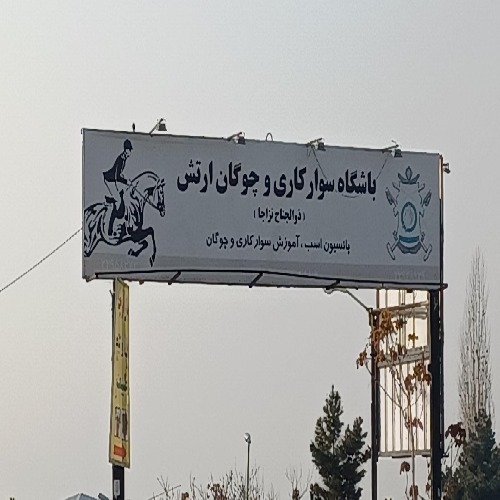 باشگاه سوارکاری و چوگان ارتش
(ذوالجناح نزاجا)
پانسیون اسب ، آموزش سوارکاری و چوگان